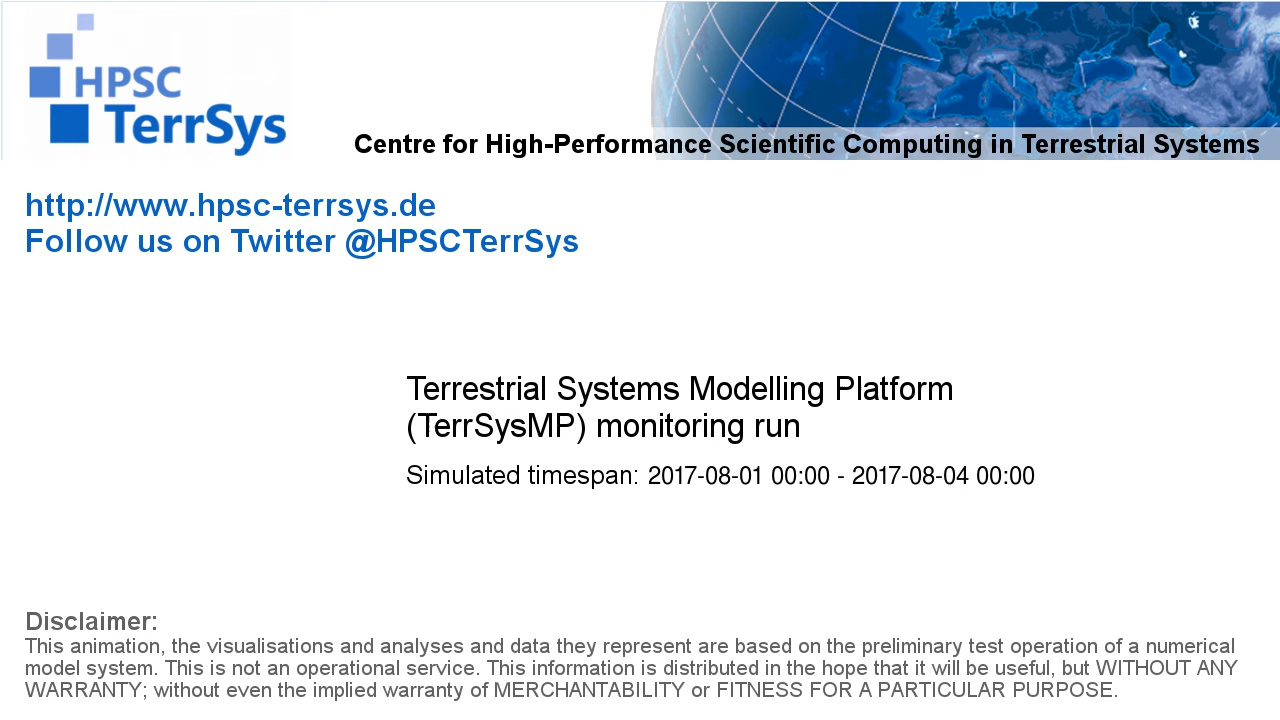 HPSC
TerrSys
Centre for High-Performance Scientific Computing in Terrestrial Systems
http://www.hpsc-terrsys.de
Follow us on Twitter @HPSCTerrSys
Terrestrial Systems Modelling Platform
(TerrSysMP) monitoring run
Simulated timespan: 2017-08-01 00:00 - 2017-08-04 00:00
Disclaimer:
This animation, the visualisations and analyses and data they represent are based on the preliminary test operation of a numerical
model system. This is not an operational service. This information is distributed in the hope that it will be useful, but WITHOUT ANY
WARRANTY; without even the implied warranty of MERCHANTABILITY or FITNESS FOR A PARTICULAR PURPOSE.